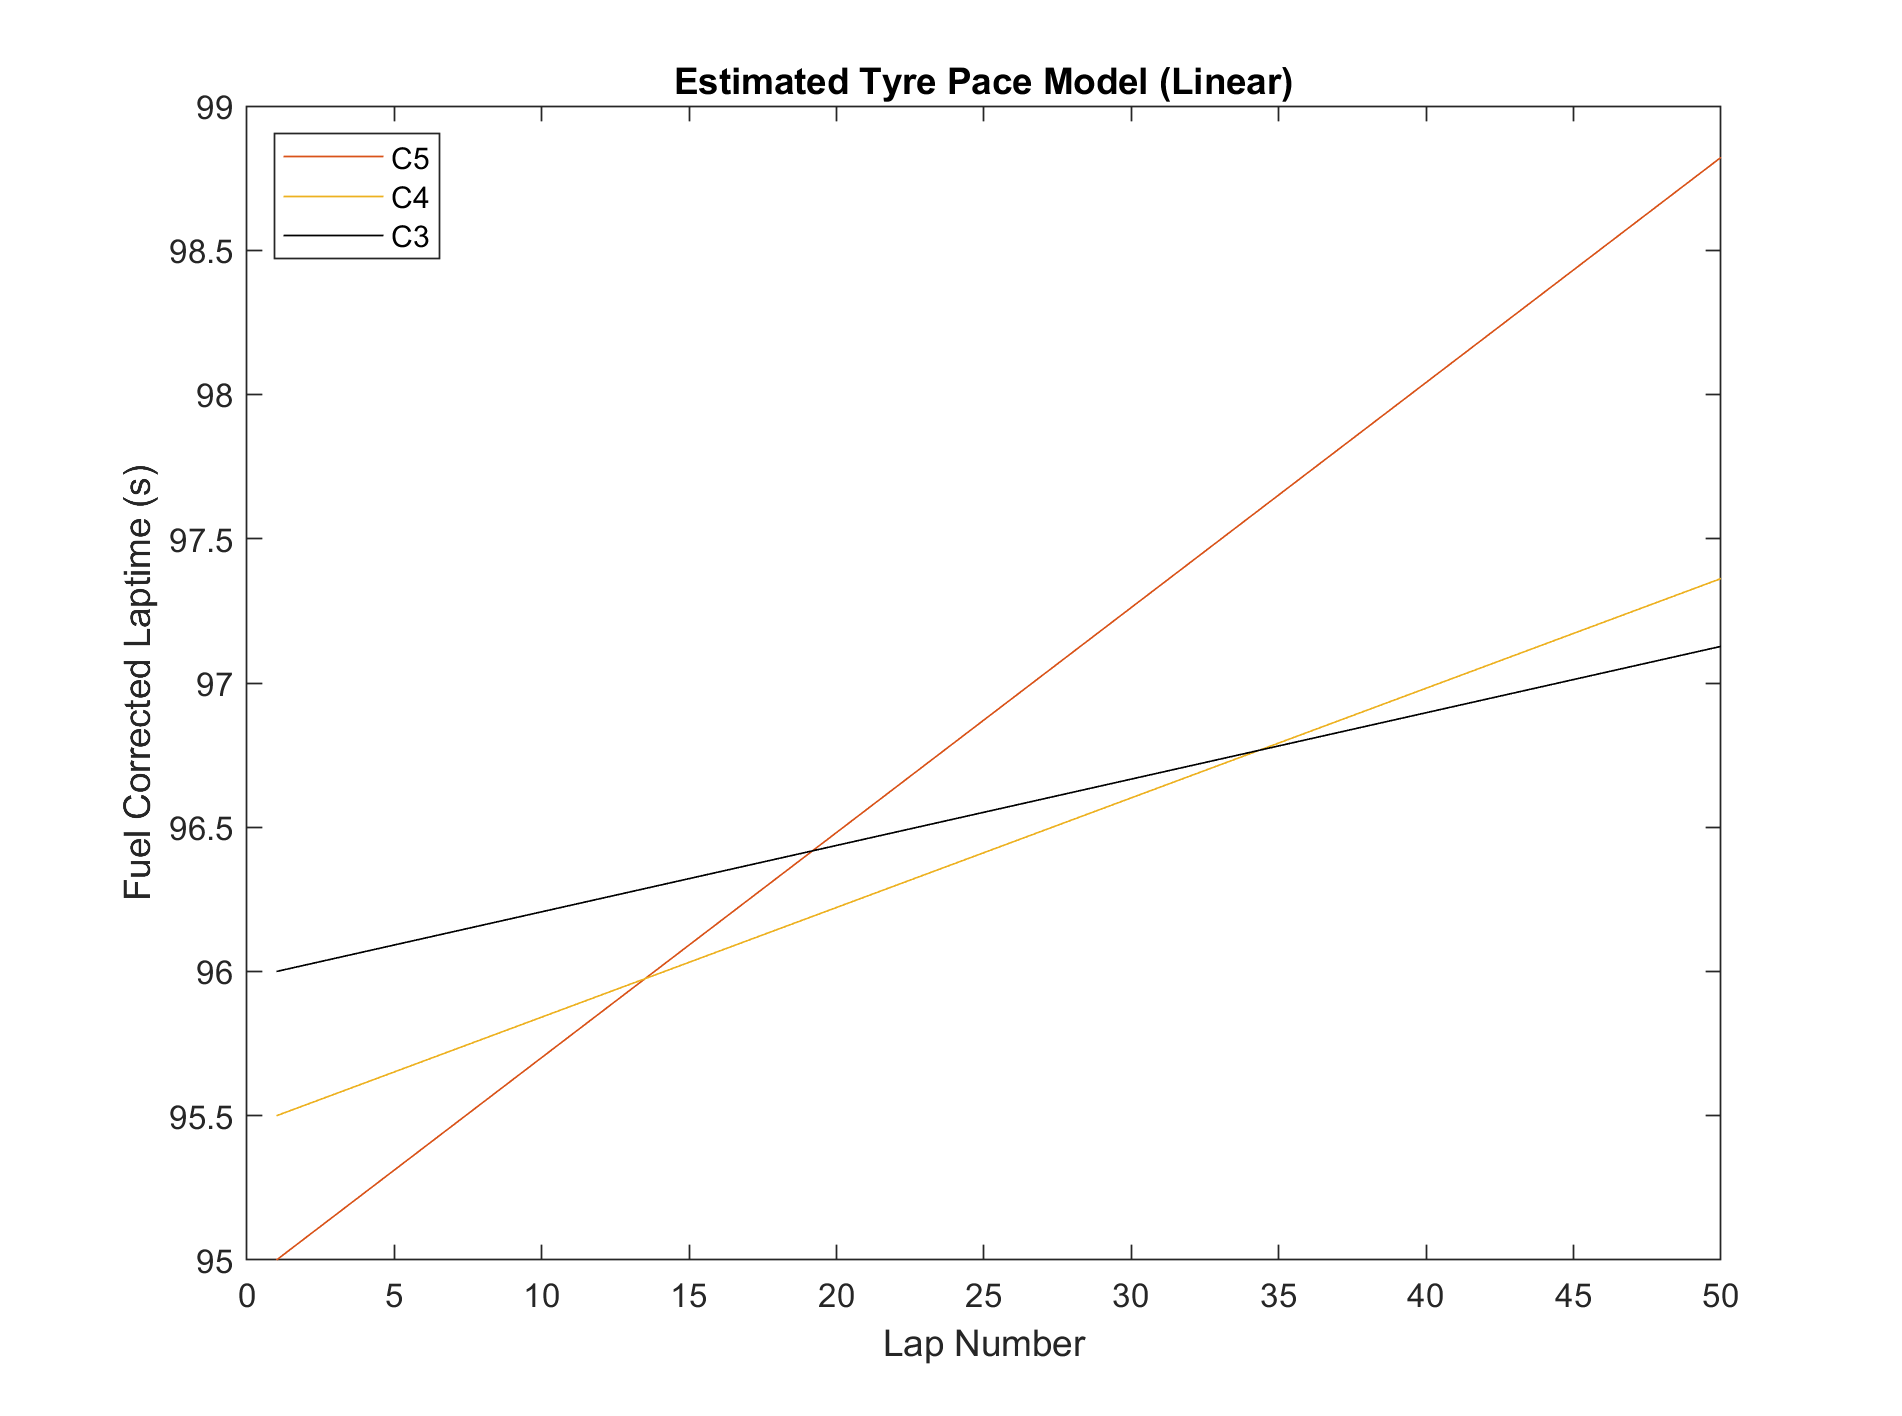 Estimated Tyre Pace Model (Linear)
99
98.5
98
97.5
97
96.5
96
95.5
95
C5
C4
C3
Fuel Corrected Laptime (s)
0 5 10 15 20 25 30 35 40 45 50
Lap Number